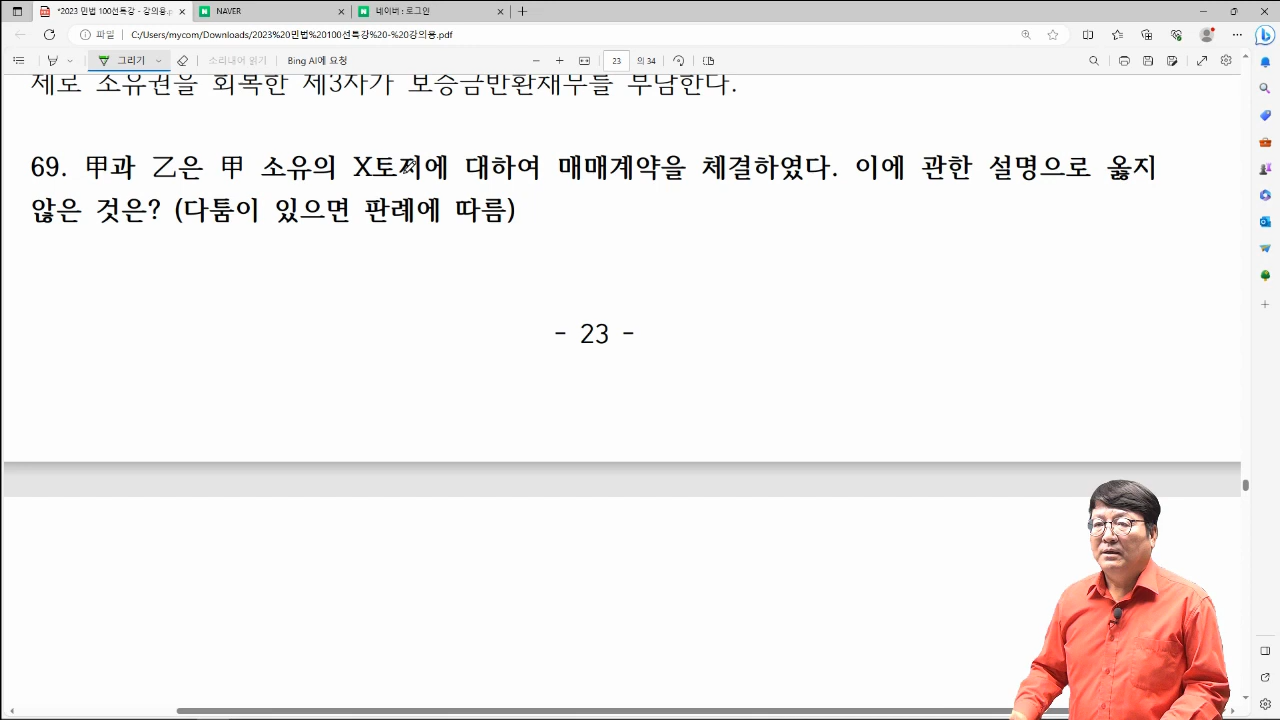 *2023 민법 100선특강 - 강의용.p
NAVER
네이버 : 로그인
파일
C:/Users/mycom/Downloads/2023%20민법%20100선특강%20-%20강의용.pdf
그리기
소리내어 읽기
Bing AI에 요청
23
의 34
제로 소유권을 회복한 제3자가 보증금반환채무를 부담한다.
69. 甲과 乙은 甲 소유의 X토지에 대하여 매매계약을 체결하였다. 이에 관한 설명으로 옳지
않은 것은? (다툼이 있으면 판례에 따름)
- 23 -